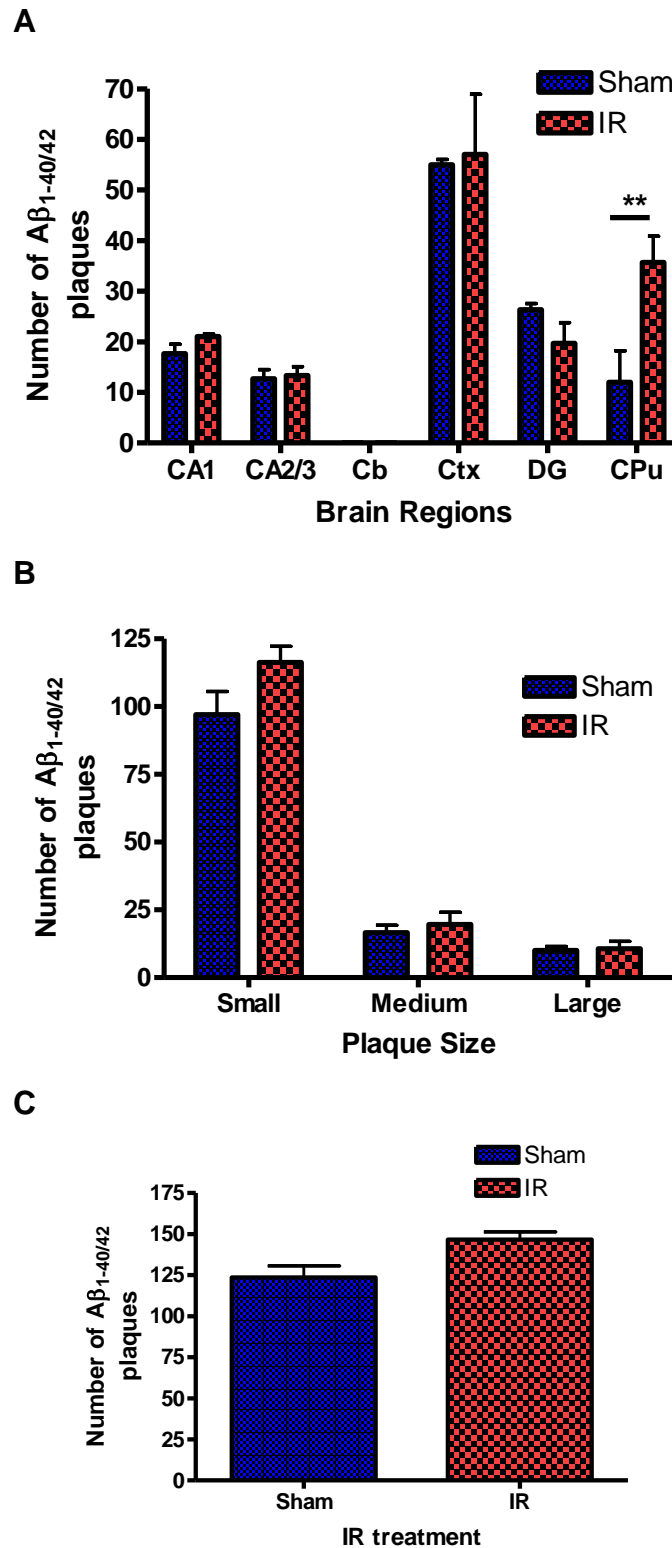 A
Number of Aβ1-40/42
plaques
70
60
50
40
30
20
10
0
Sham
IR
**
CA1 CA2/3 Cb Ctx DG CPu
Brain Regions
B
Number of Aβ1-40/42
plaques
125
100
75
50
25
0
Sham
IR
Small Medium Large
Plaque Size
C
Number of Aβ1-40/42
plaques
Sham
IR
175
150
125
100
75
50
25
0
Sham IR
IR treatment